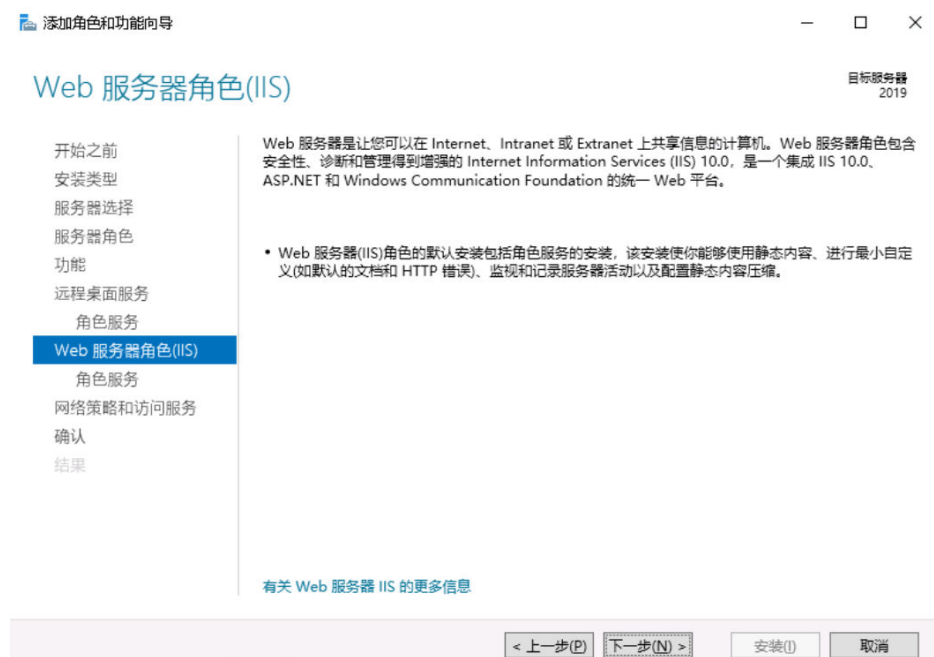 添加角色和功能向导
Web 服务器角色(IIS)
目标服务器
2019
开始之前
安装类型
服务器选择
服务器角色
功能
远程桌面服务
角色服务
Web 服务器角色(IIS)
角色服务
网络策略和访问服务
确认
结果
Web 服务器是让您可以在 Internet、Intranet 或 Extranet 上共享信息的计算机。Web 服务器角色包含
安全性、诊断和管理得到增强的 Internet Information Services (IIS) 10.0，是一个集成 IIS 10.0、
ASP.NET 和 Windows Communication Foundation 的统一 Web 平台。
• Web 服务器(IIS)角色的默认安装包括角色服务的安装，该安装使你能够使用静态内容、进行最小自定
义(如默认的文档和 HTTP 错误)、监视和记录服务器活动以及配置静态内容压缩。
有关 Web 服务器 IIS 的更多信息
< 上一步(P)
下一步(N) >
安装(I)
取消